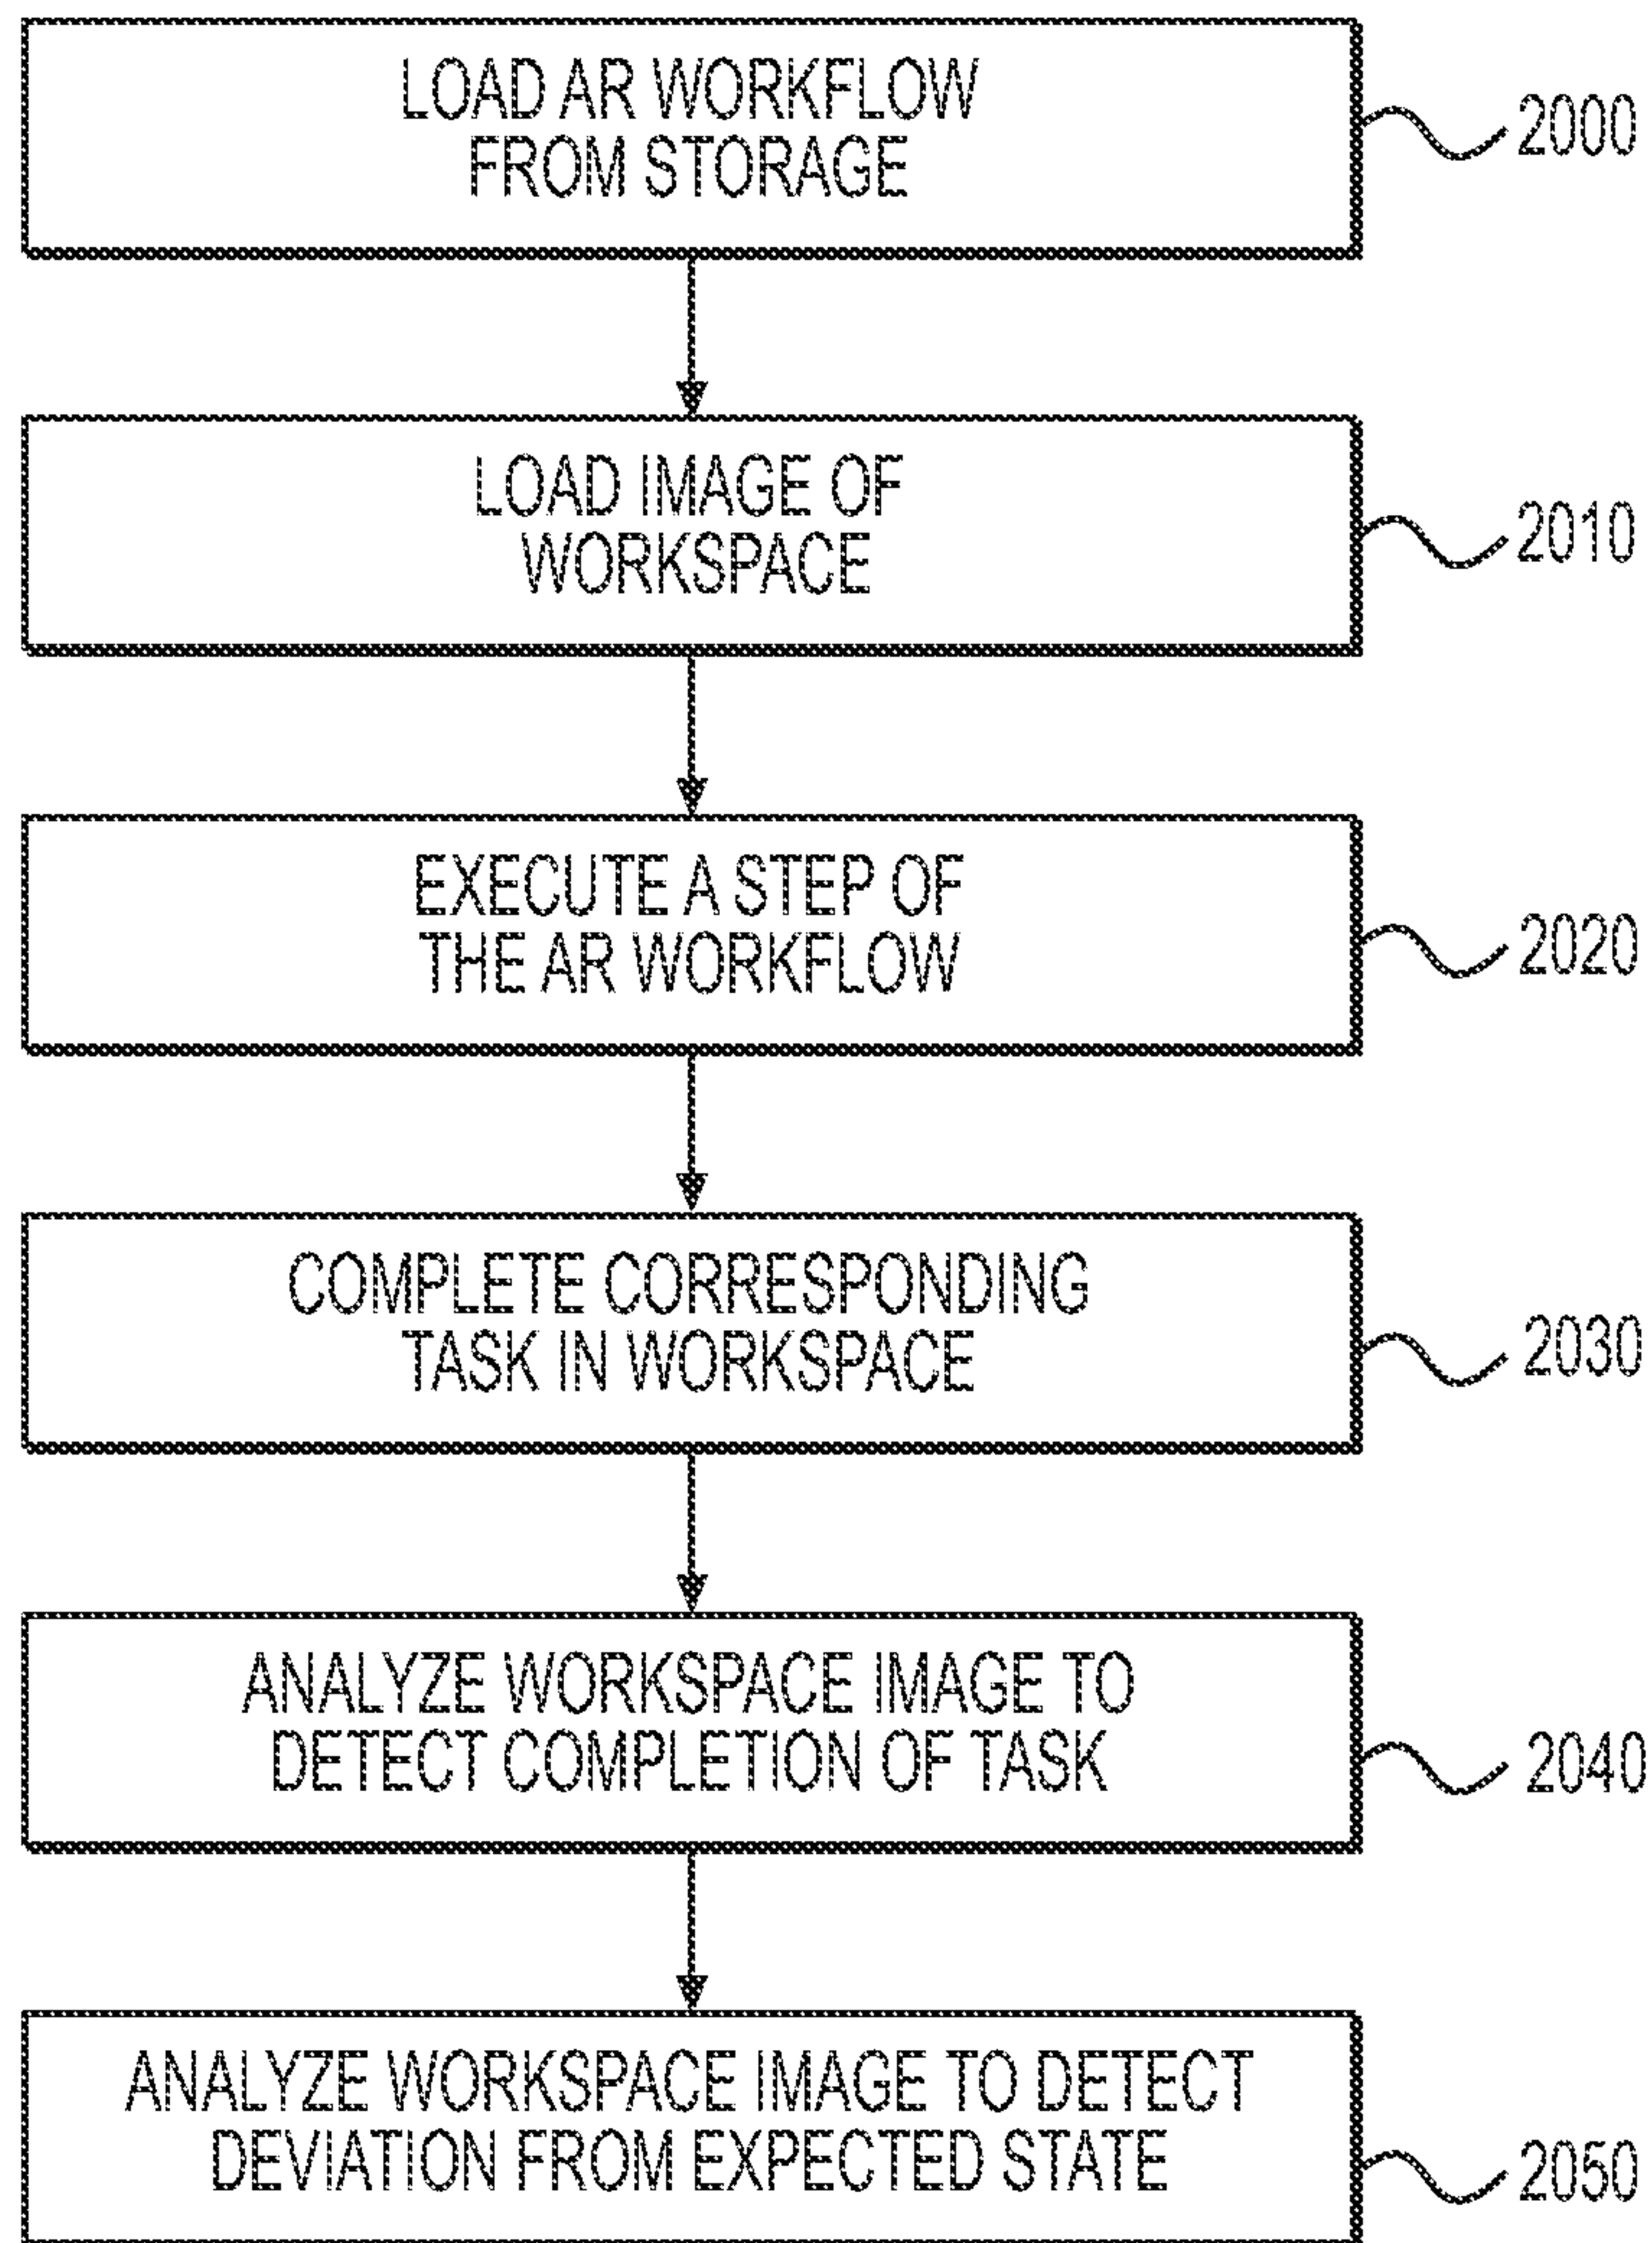 LOAD AR WORKFLOW
FROM STORAGE
2000
LOAD IMAGE OF
WORKSPACE
2010
EXECUTE A STEP OF
THE AR WORKFLOW
2020
COMPLETE CORRESPONDING
TASK IN WORKSPACE
2030
ANALYZE WORKSPACE IMAGE TO
DETECT COMPLETION OF TASK
2040
ANALYZE WORKSPACE IMAGE TO DETECT
DEVIATION FROM EXPECTED STATE
2050